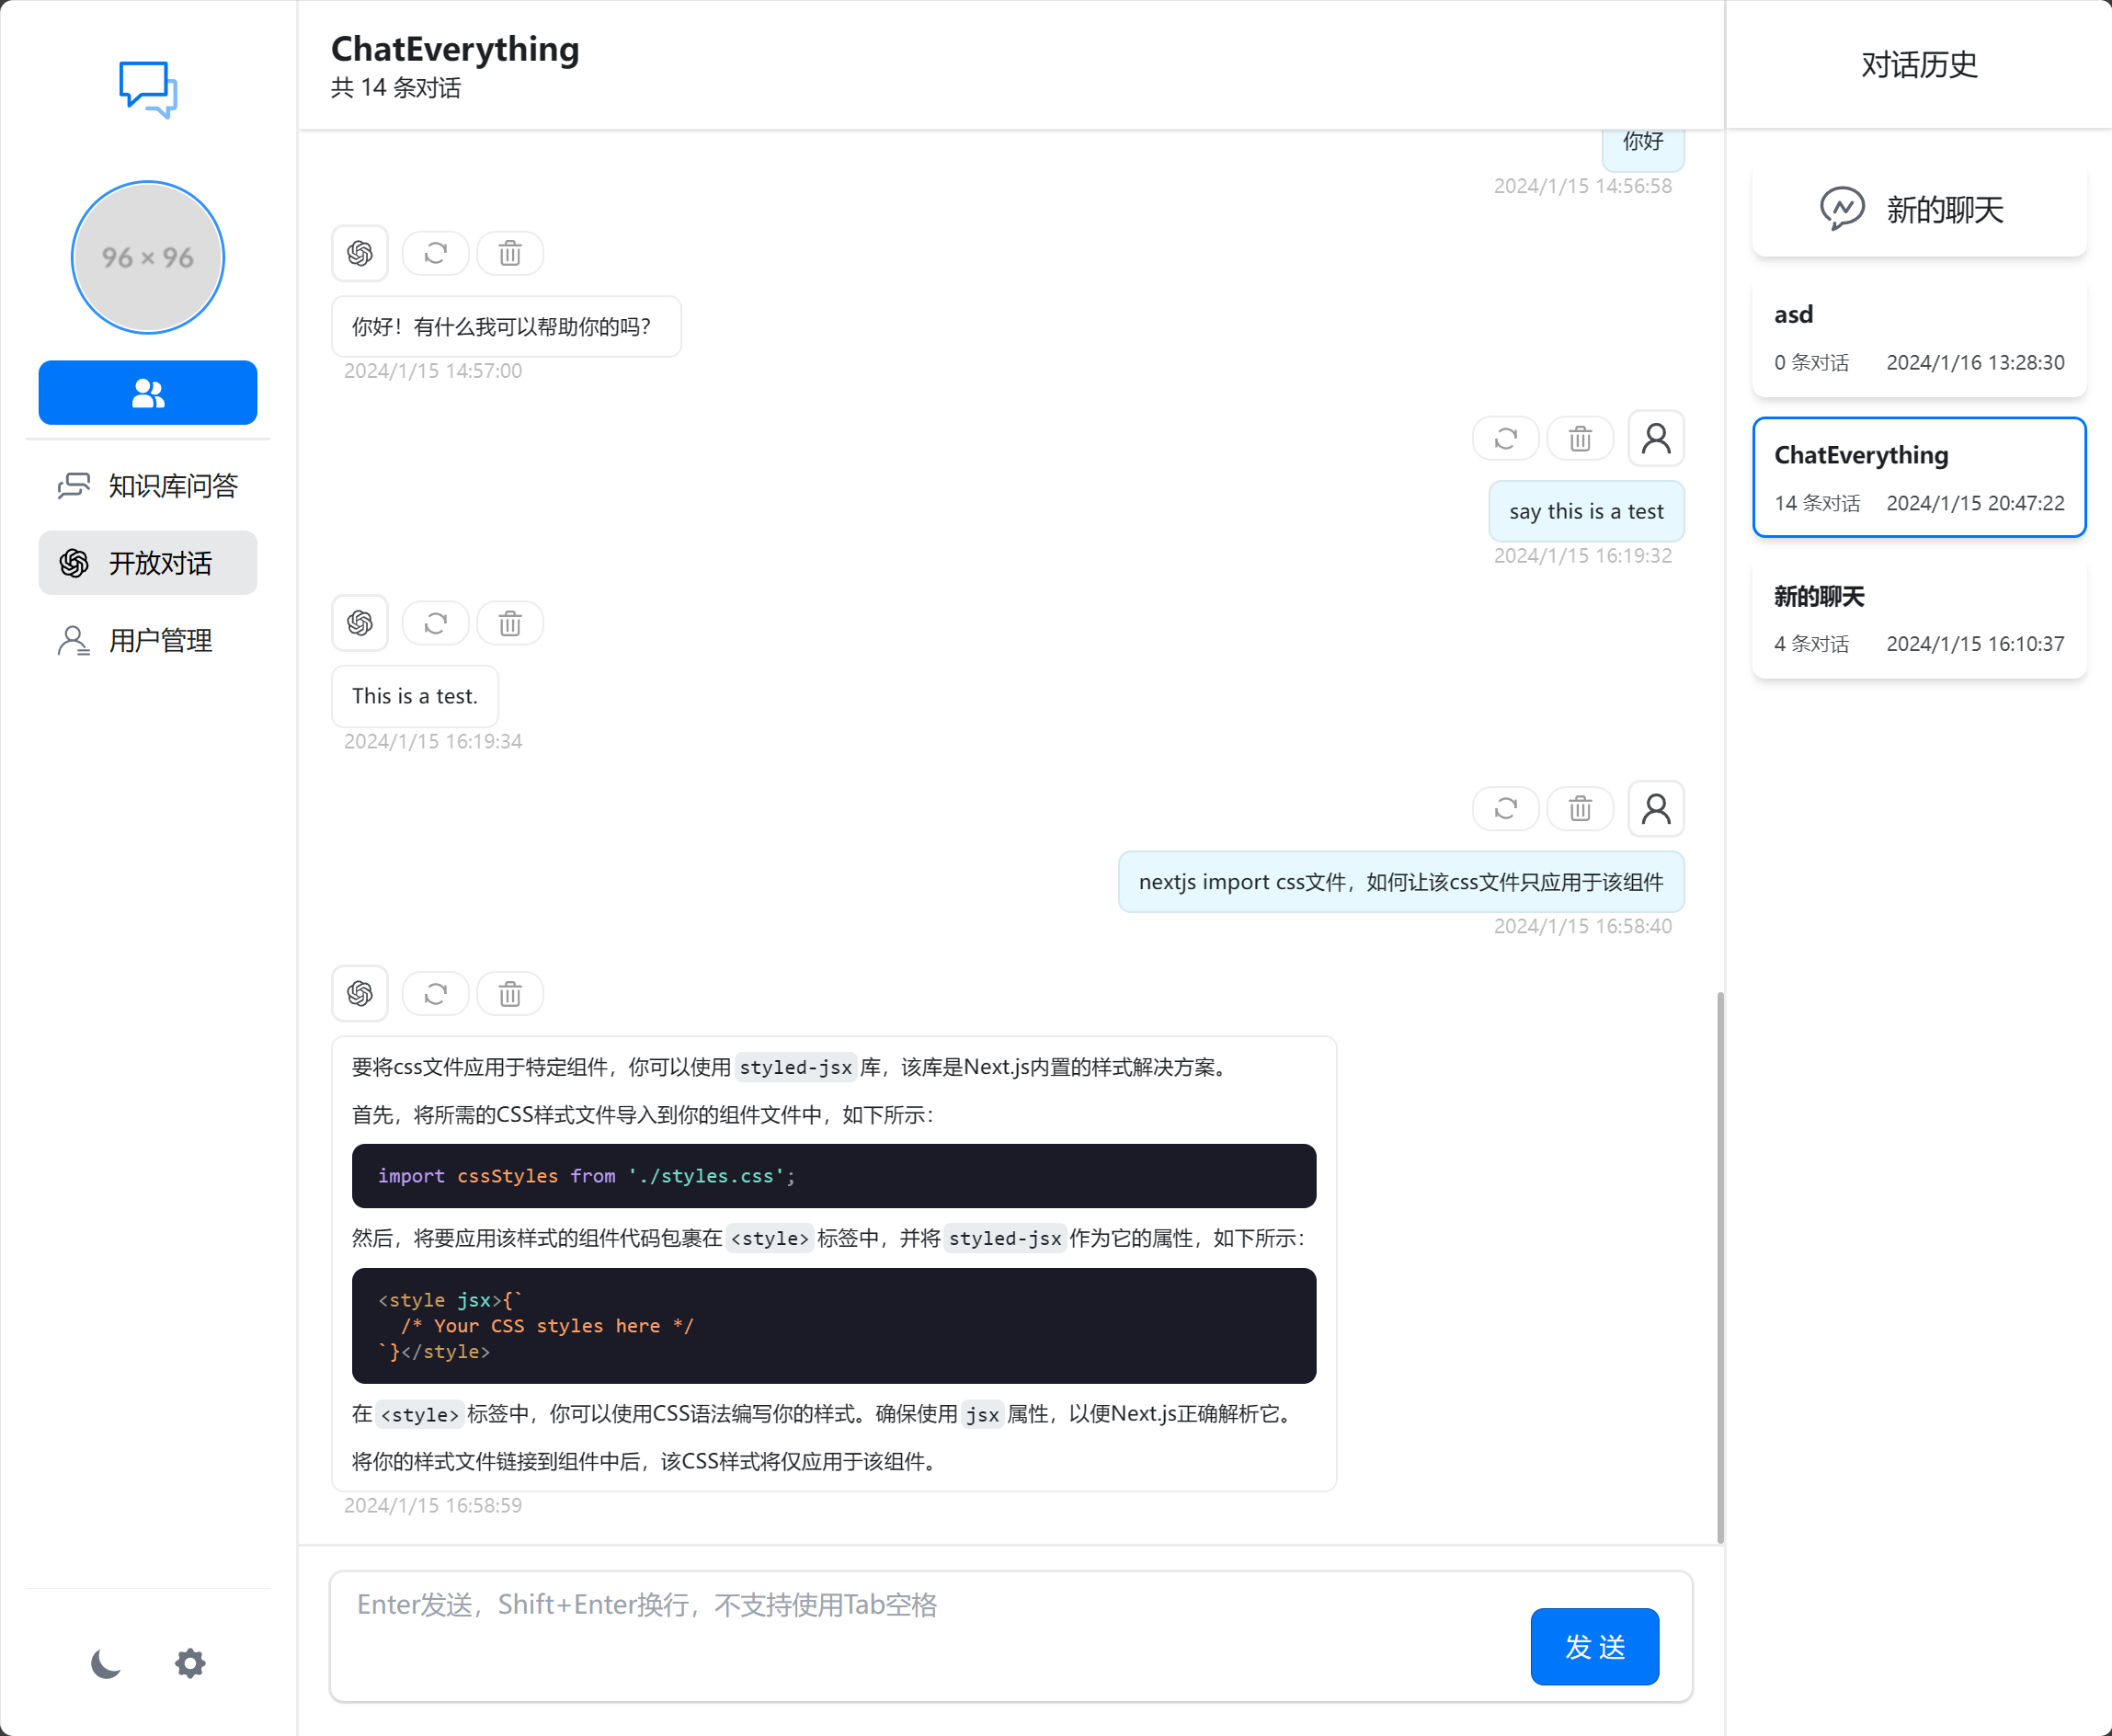 96 × 96
知识库问答
开放对话
用户管理
ChatEverything
共 14 条对话
你好
2024/1/15 14:56:58
你好！有什么我可以帮助你的吗？
2024/1/15 14:57:00
say this is a test
2024/1/15 16:19:32
This is a test.
2024/1/15 16:19:34
nextjs import css文件，如何让该css文件只应用于该组件
2024/1/15 16:58:40
要将css文件应用于特定组件，你可以使用 styled-jsx 库，该库是Next.js内置的样式解决方案。
首先，将所需的CSS样式文件导入到你的组件文件中，如下所示：
import cssStyles from './styles.css';
然后，将要应用该样式的组件代码包裹在 <style> 标签中，并将 styled-jsx 作为它的属性，如下所示：
<style jsx>{`
/* Your CSS styles here */
`}</style>
在 <style> 标签中，你可以使用CSS语法编写你的样式。确保使用 jsx 属性，以便Next.js正确解析它。
将你的样式文件链接到组件中后，该CSS样式将仅应用于该组件。
2024/1/15 16:58:59
Enter发送，Shift+Enter换行，不支持使用Tab空格
发 送
对话历史
新的聊天
asd
0 条对话 2024/1/16 13:28:30
ChatEverything
14 条对话 2024/1/15 20:47:22
新的聊天
4 条对话 2024/1/15 16:10:37